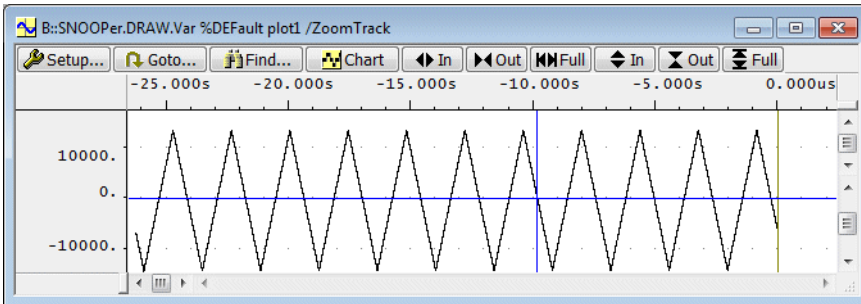 B::SNOOPer.DRAW.Var %DEFault plot1 /ZoomTrack
Setup... Goto... Find... Chart In Out Full In Out Full
-25.000s -20.000s -15.000s -10.000s -5.000s 0.000us
10000.
0.
-10000.